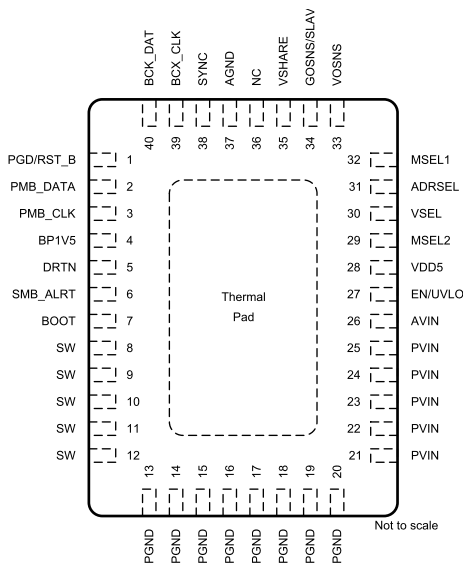 BCK_DAT
BCX_CLK
SYNC
AGND
NC
VSHARE
GOSNS/SLAV
VOSNS
40
39
38
37
36
35
34
33
PGD/RST_B 1
PMB_DATA 2
PMB_CLK 3
BP1V5 4
DRTN 5
SMB_ALRT 6
BOOT 7
SW 8
SW 9
SW 10
SW 11
SW 12
Thermal
Pad
32 MSEL1
31 ADRSEL
30 VSEL
29 MSEL2
28 VDD5
27 EN/UVLO
26 AVIN
25 PVIN
24 PVIN
23 PVIN
22 PVIN
21 PVIN
13
14
15
16
17
18
19
20
PGND
PGND
PGND
PGND
PGND
PGND
PGND
PGND
Not to scale